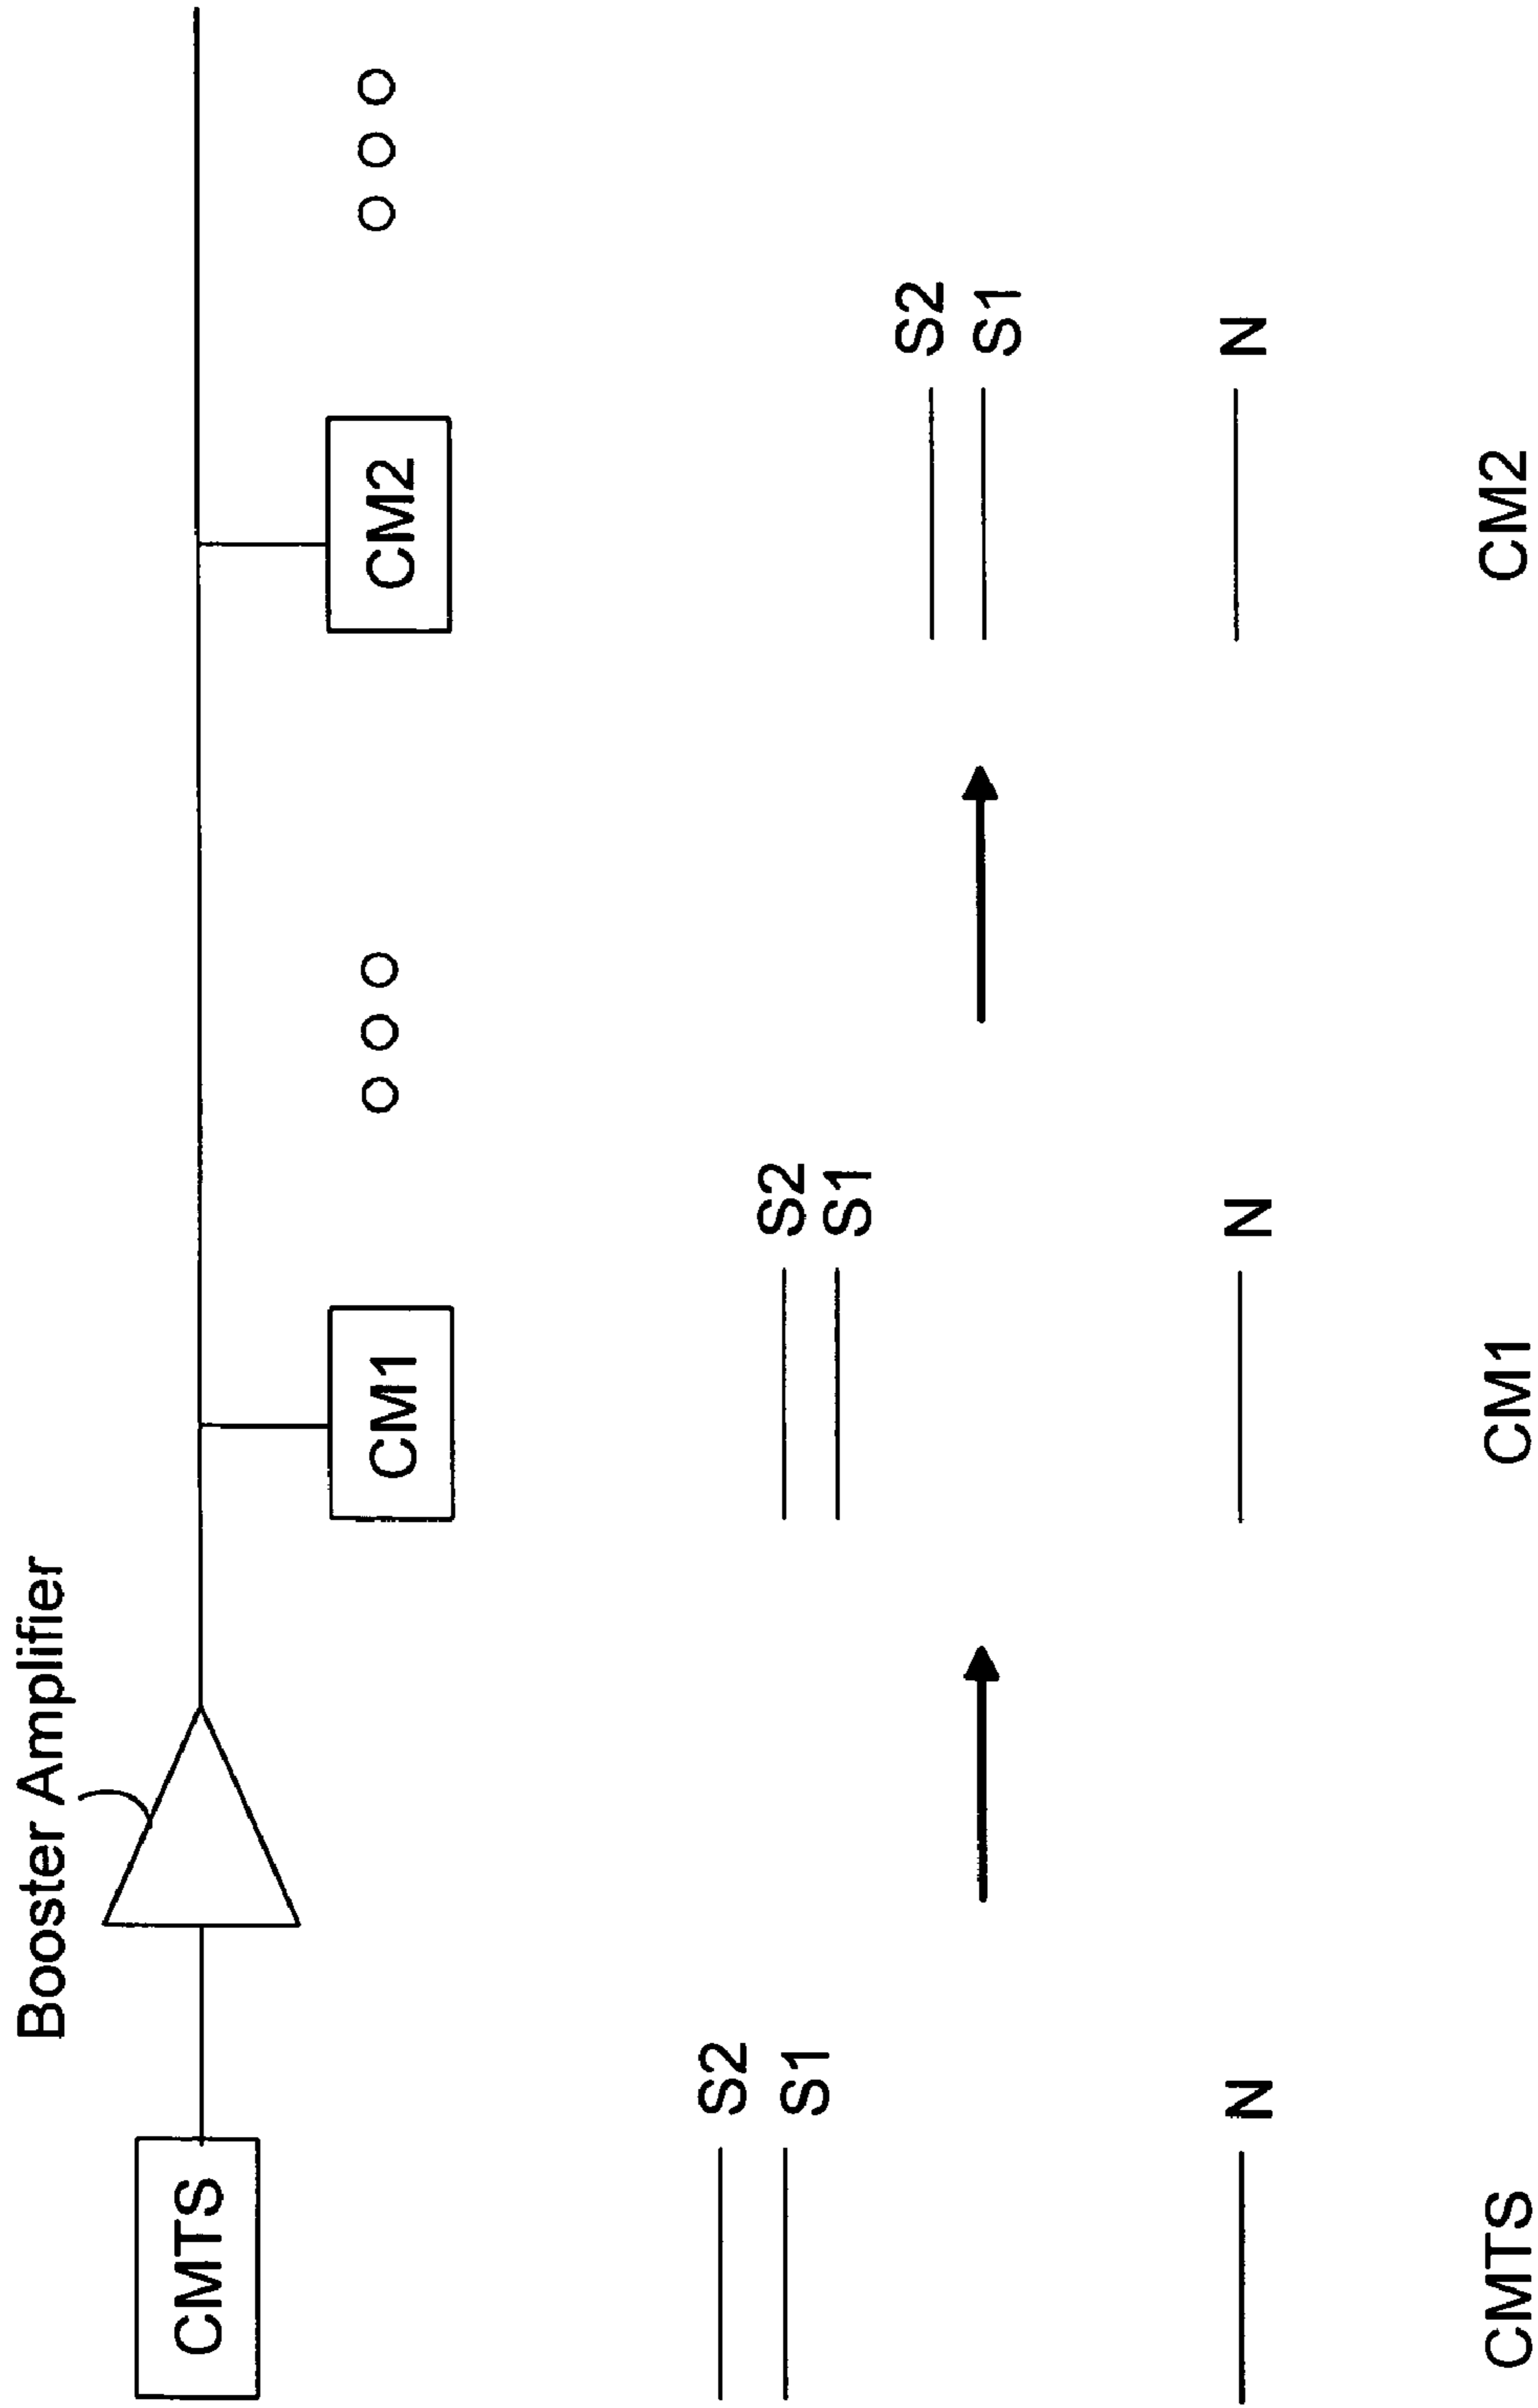 Booster Amplifier
CMTS
CM1
CM2
S2
S1
N
S2
S1
N
S2
S1
N
CMTS
CM1
CM2